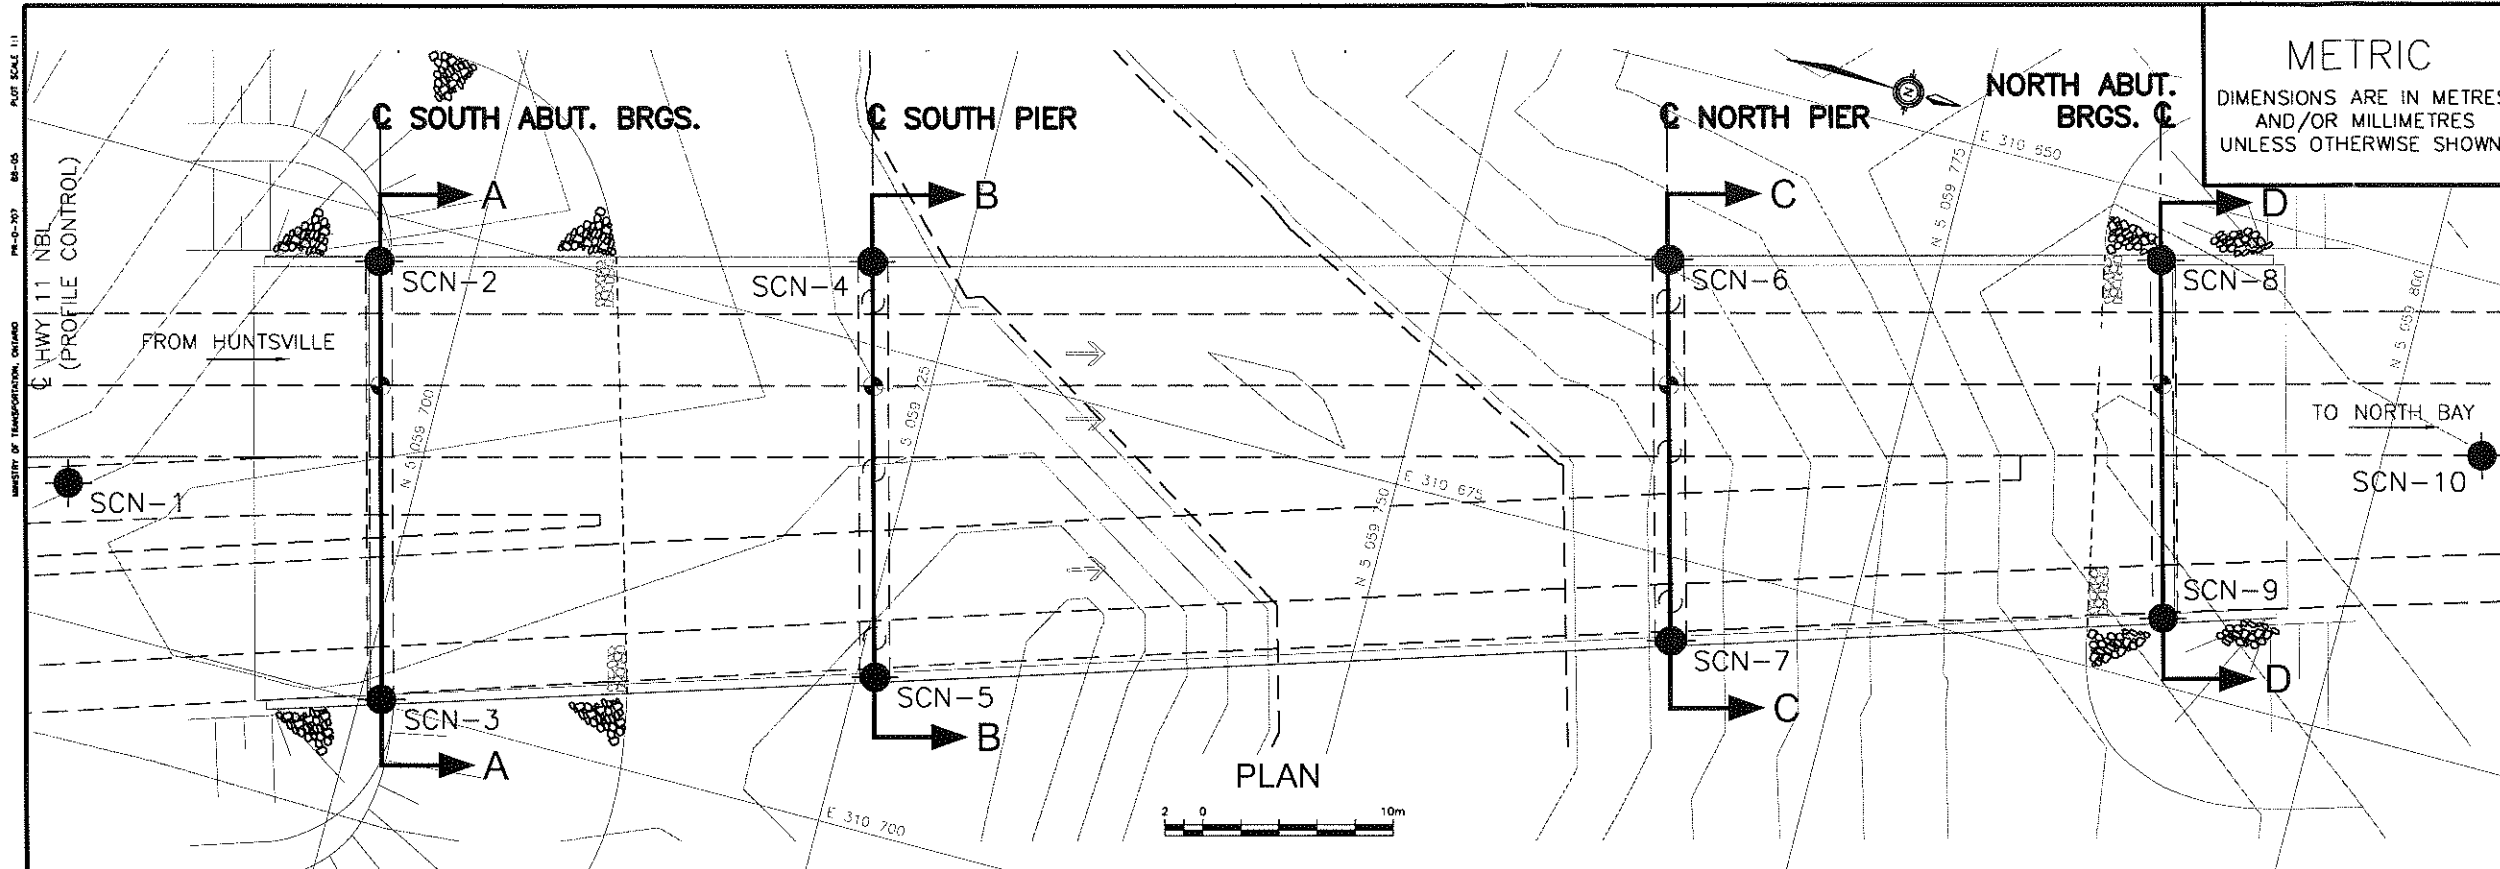 METRIC
DIMENSIONS ARE IN METRES
AND/OR MILLIMETRES
UNLESS OTHERWISE SHOWN
PLOT SCALE 1:1
88-05
PR-D-707
MINISTRY OF TRANSPORTATION, ONTARIO
℄ SOUTH ABUT. BRGS.
℄ SOUTH PIER
℄ NORTH PIER
NORTH ABUT.
BRGS. ℄
N
E 310 650
N 5 059 775
A
B
C
D
℄ HWY 11 NBL
(PROFILE CONTROL)
SCN-2
SCN-4
SCN-6
SCN-8
FROM HUNTSVILLE
N 5 059 700
N 5 059 725
N 5 059 800
TO NORTH BAY
SCN-1
E 310 675
SCN-10
N 5 059 750
SCN-9
SCN-3
SCN-5
SCN-7
D
C
B
A
PLAN
E 310 700
2 0 10m